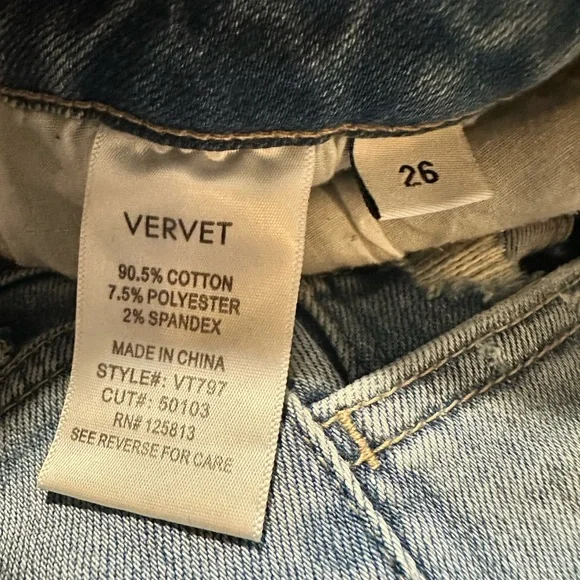 VERVET
90.5% COTTON
7.5% POLYESTER
2% SPANDEX
MADE IN CHINA
STYLE#: VT797
CUT#: 50103
RN# 125813
SEE REVERSE FOR CARE
26